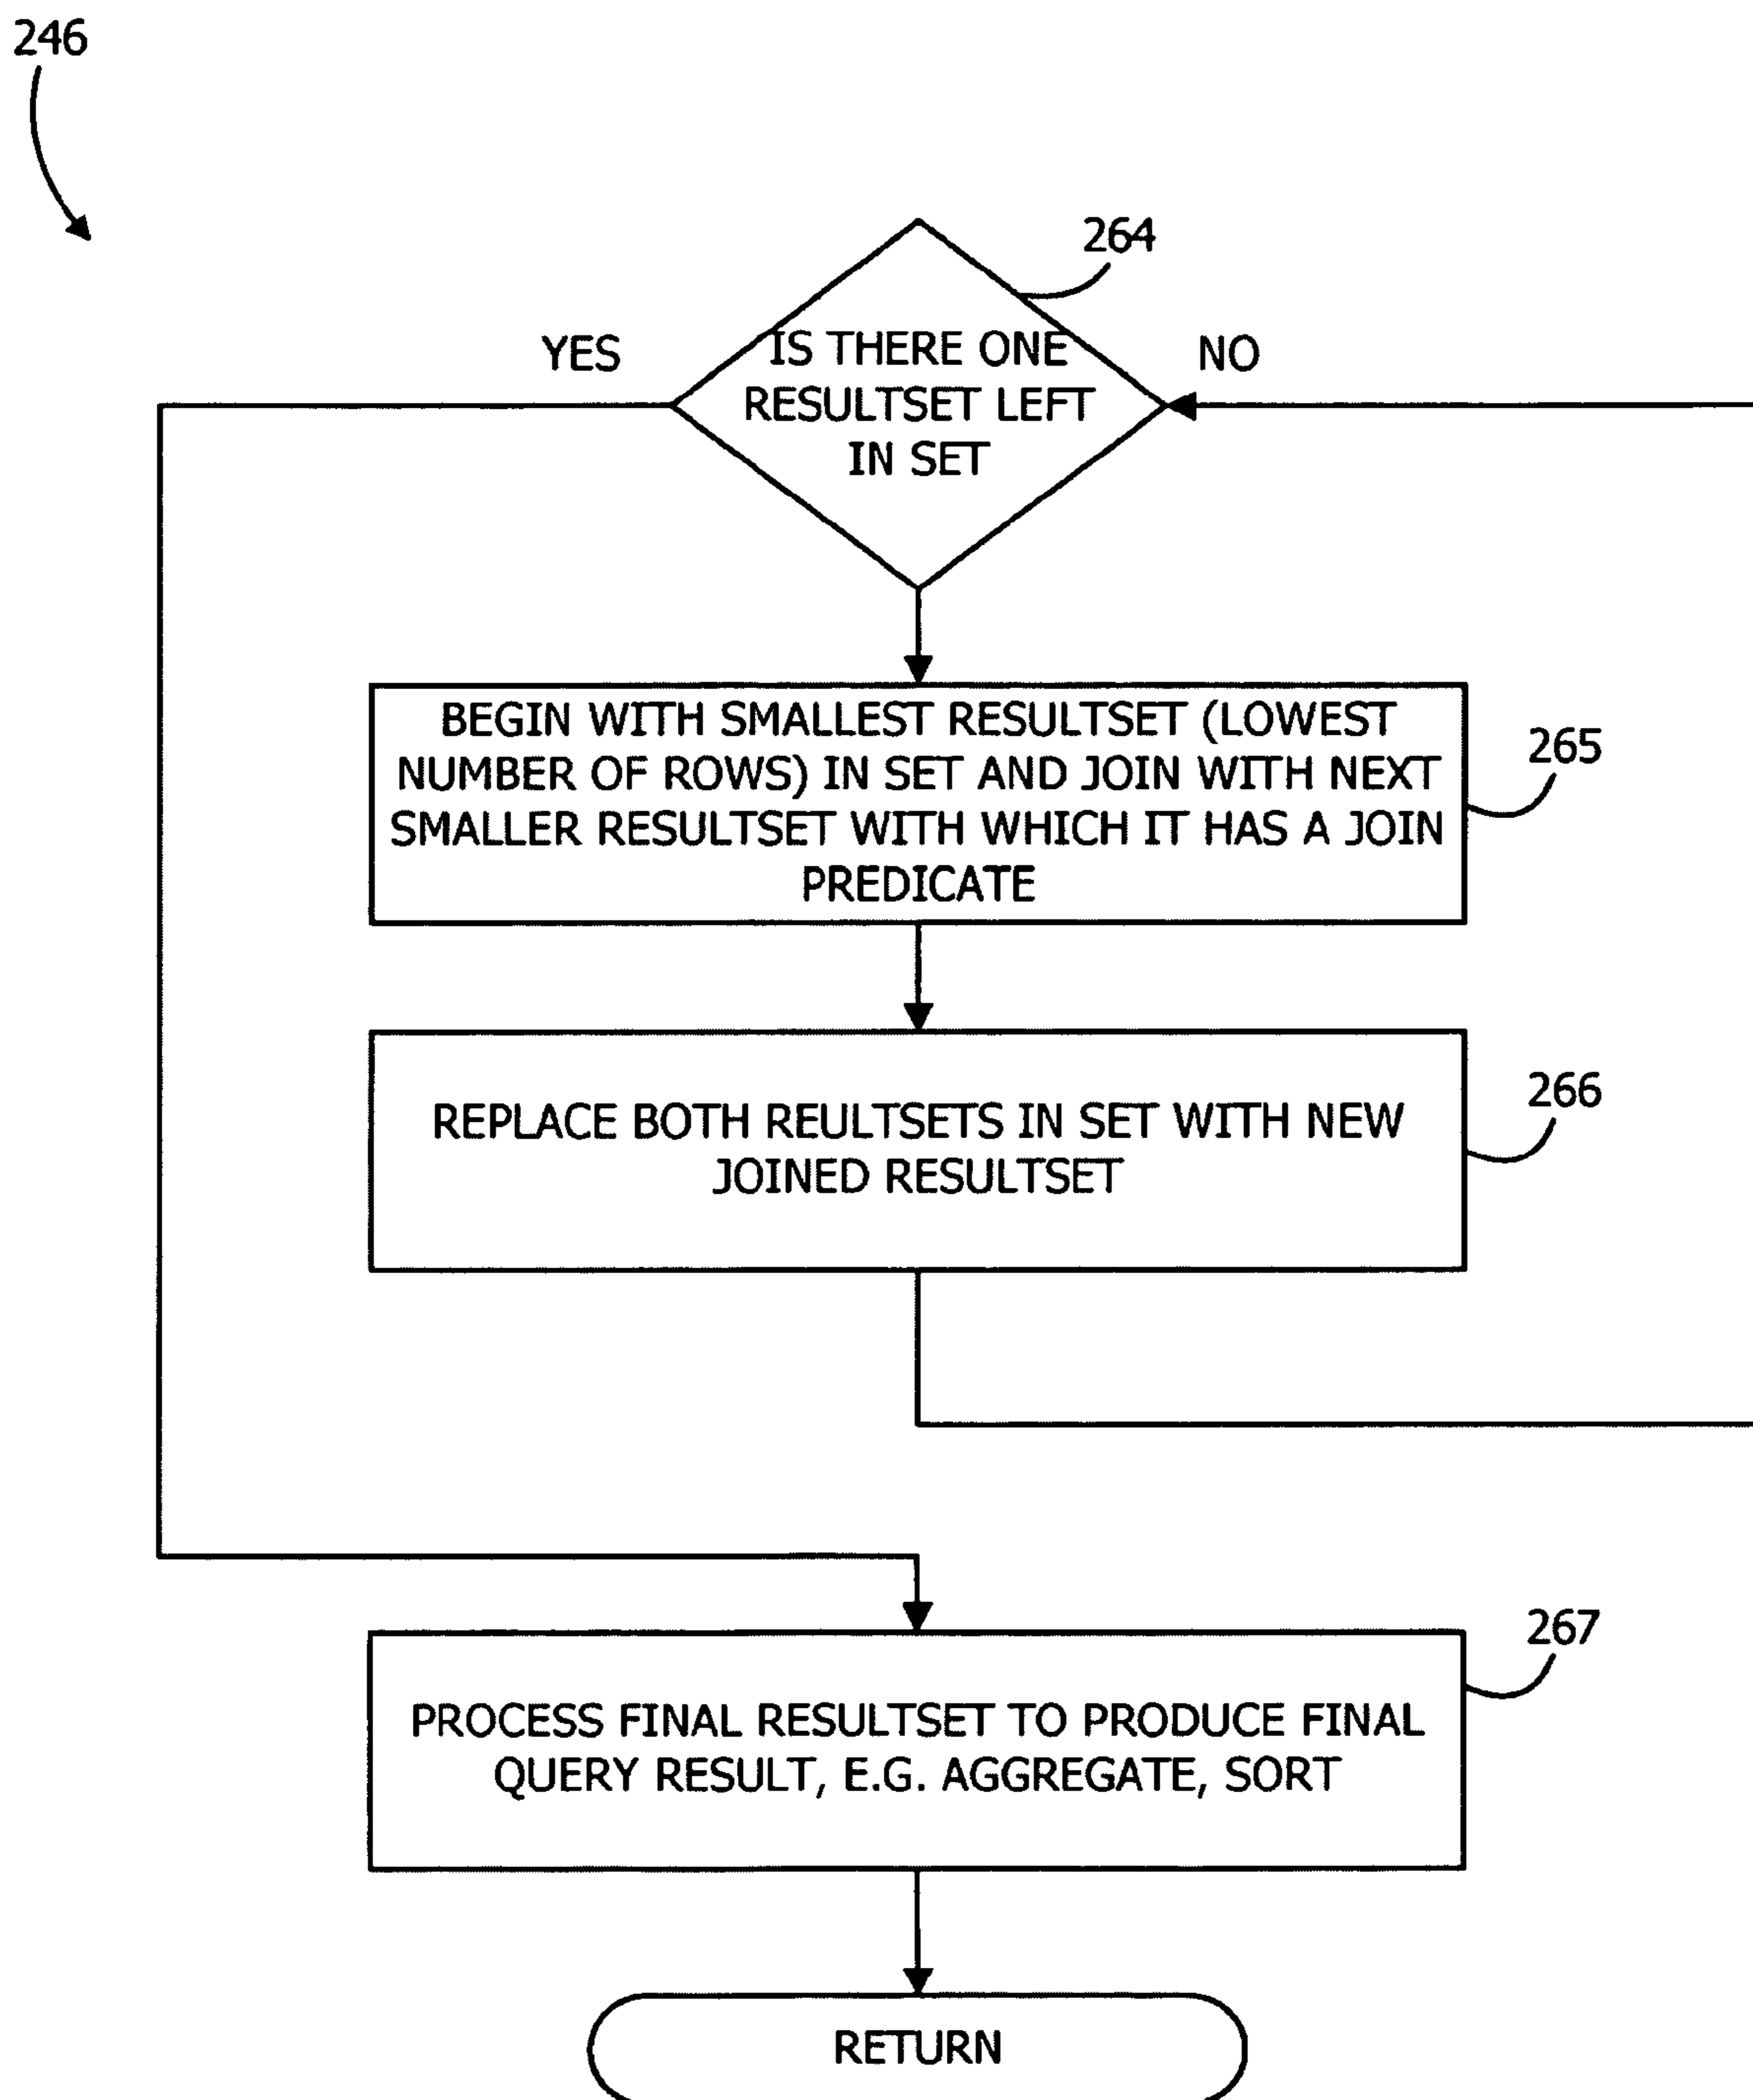 246
264
YES
NO
IS THERE ONE
RESULTSET LEFT
IN SET
BEGIN WITH SMALLEST RESULTSET (LOWEST
NUMBER OF ROWS) IN SET AND JOIN WITH NEXT
SMALLER RESULTSET WITH WHICH IT HAS A JOIN
PREDICATE
265
REPLACE BOTH REULTSETS IN SET WITH NEW
JOINED RESULTSET
266
PROCESS FINAL RESULTSET TO PRODUCE FINAL
QUERY RESULT, E.G. AGGREGATE, SORT
267
RETURN